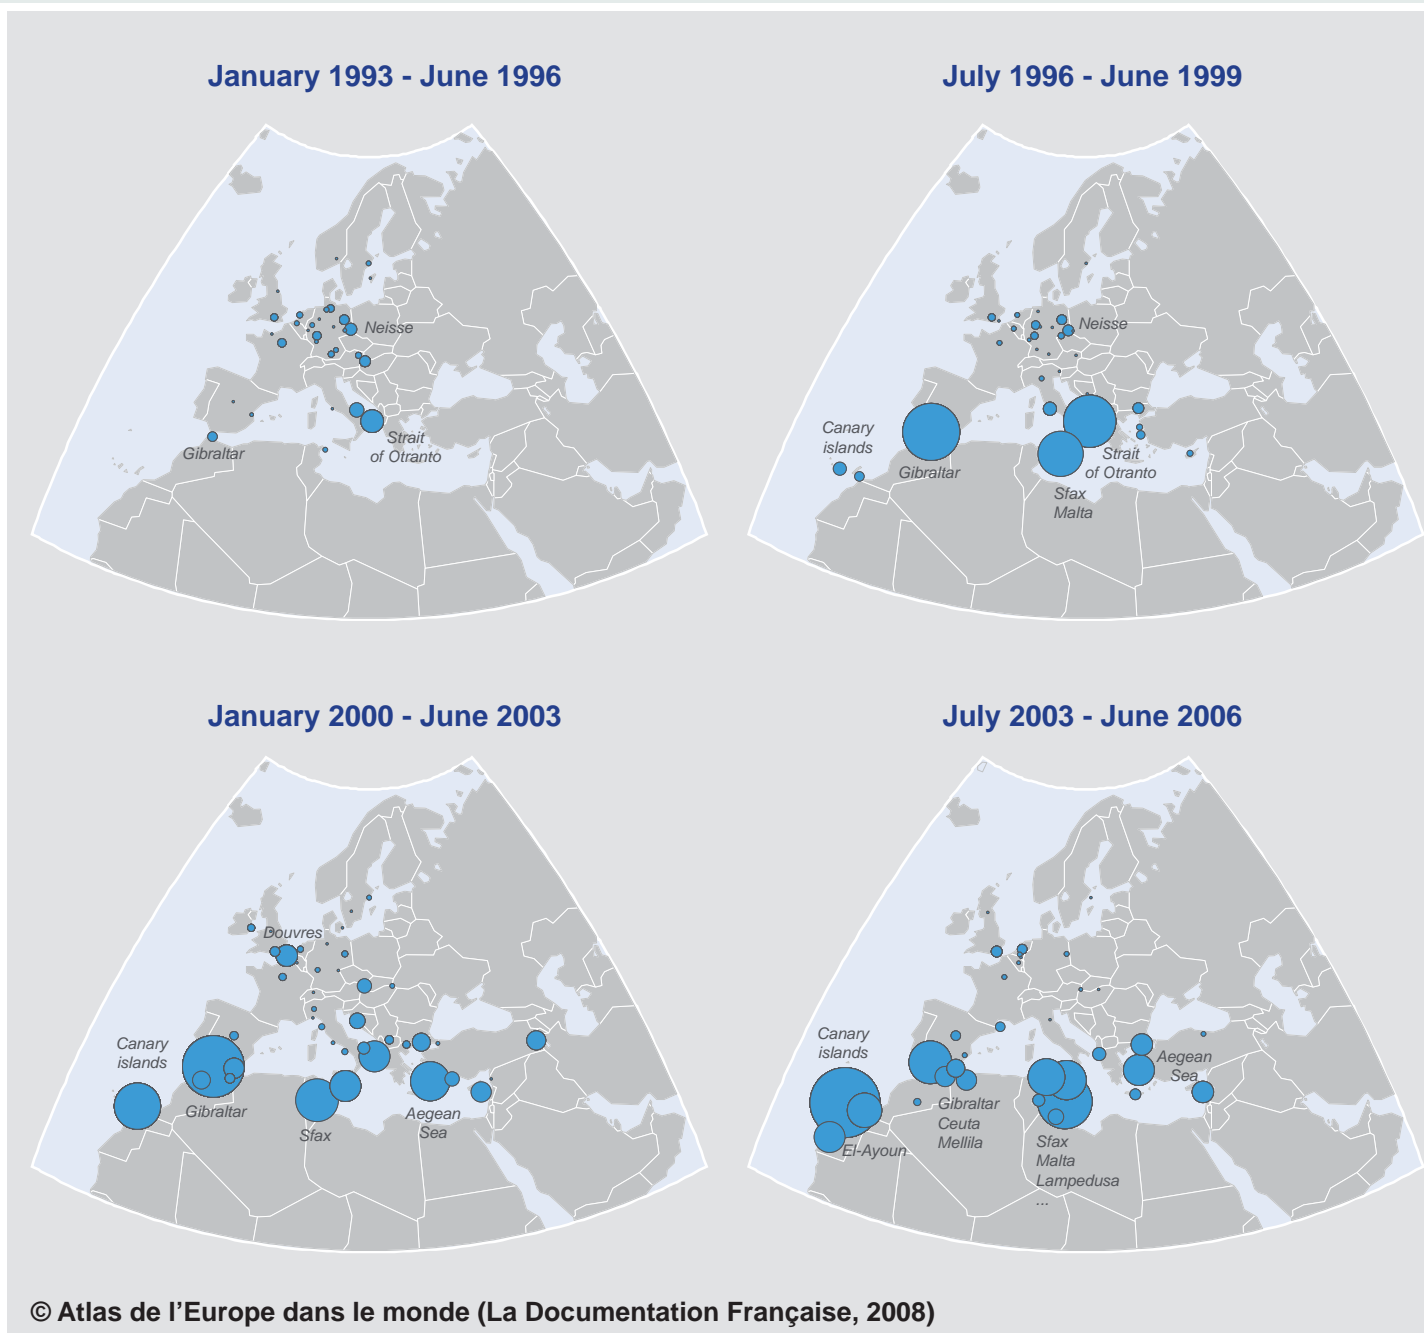 January 1993 - June 1996
Neisse
Strait
of Otranto
Gibraltar
July 1996 - June 1999
Neisse
Canary
islands
Gibraltar
Strait
of Otranto
Sfax
Malta
January 2000 - June 2003
Douvres
Canary
islands
Gibraltar
Sfax
Aegean
Sea
July 2003 - June 2006
Canary
islands
El-Ayoun
Gibraltar
Ceuta
Mellila
Sfax
Malta
Lampedusa
...
Aegean
Sea
© Atlas de l’Europe dans le monde (La Documentation Française, 2008)